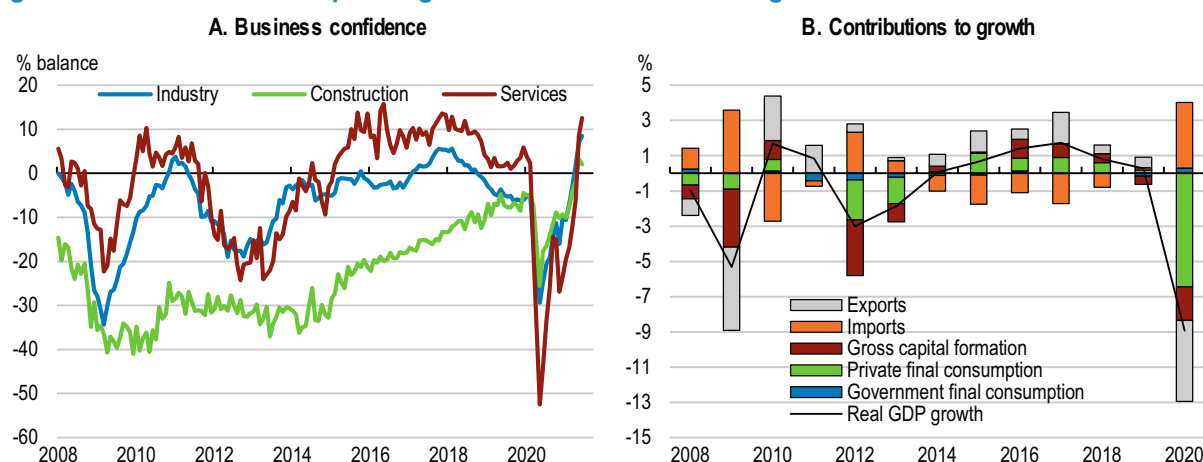 A. Business confidence
% balance
20
10
0
-10
-20
-30
-40
-50
-60
Industry
Construction
Services
2008 2010 2012 2014 2016 2018 2020
B. Contributions to growth
%
5
3
1
-1
-3
-5
-7
-9
-11
-13
-15
Exports
Imports
Gross capital formation
Private final consumption
Government final consumption
Real GDP growth
2008 2010 2012 2014 2016 2018 2020